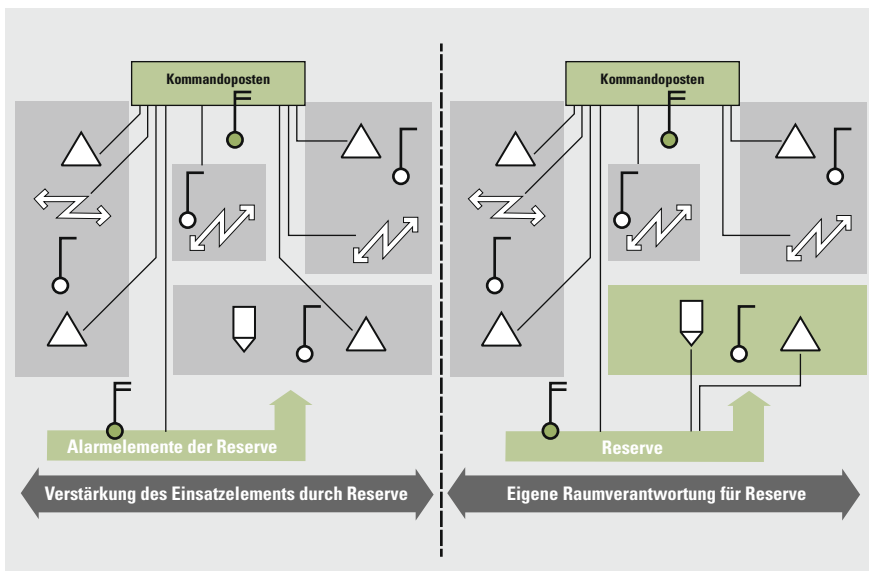 Kommandoposten
Alarmelemente der Reserve
Verstärkung des Einsatzelements durch Reserve
Kommandoposten
Reserve
Eigene Raumverantwortung für Reserve